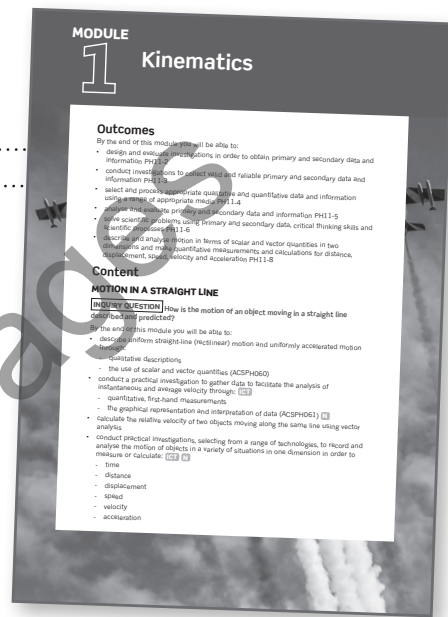 MODULE
1
Kinematics
Outcomes
By the end of this module you will be able to:
• design and evaluate investigations in order to obtain primary and secondary data and
information PH11-2
• conduct investigations to collect valid and reliable primary and secondary data and
information PH11-3
• select and process appropriate qualitative and quantitative data and information
using a range of appropriate media PH11-4
• analyse and evaluate primary and secondary data and information PH11-5
• solve scientific problems using primary and secondary data, critical thinking skills and
scientific processes PH11-6
• describe and analyse motion in terms of scalar and vector quantities in two
dimensions and make quantitative measurements and calculations for distance,
displacement, speed, velocity and acceleration PH11-8
Content
MOTION IN A STRAIGHT LINE
INQUIRY QUESTION How is the motion of an object moving in a straight line
described and predicted?
By the end of this module you will be able to:
• describe uniform straight-line (rectilinear) motion and uniformly accelerated motion
through:
- qualitative descriptions
- the use of scalar and vector quantities (ACSPH060)
• conduct a practical investigation to gather data to facilitate the analysis of
instantaneous and average velocity through: ICT
- quantitative, first-hand measurements
- the graphical representation and interpretation of data (ACSPH061) N
• calculate the relative velocity of two objects moving along the same line using vector
analysis
• conduct practical investigations, selecting from a range of technologies, to record and
analyse the motion of objects in a variety of situations in one dimension in order to
measure or calculate: ICT N
- time
- distance
- displacement
- speed
- velocity
- acceleration
ages